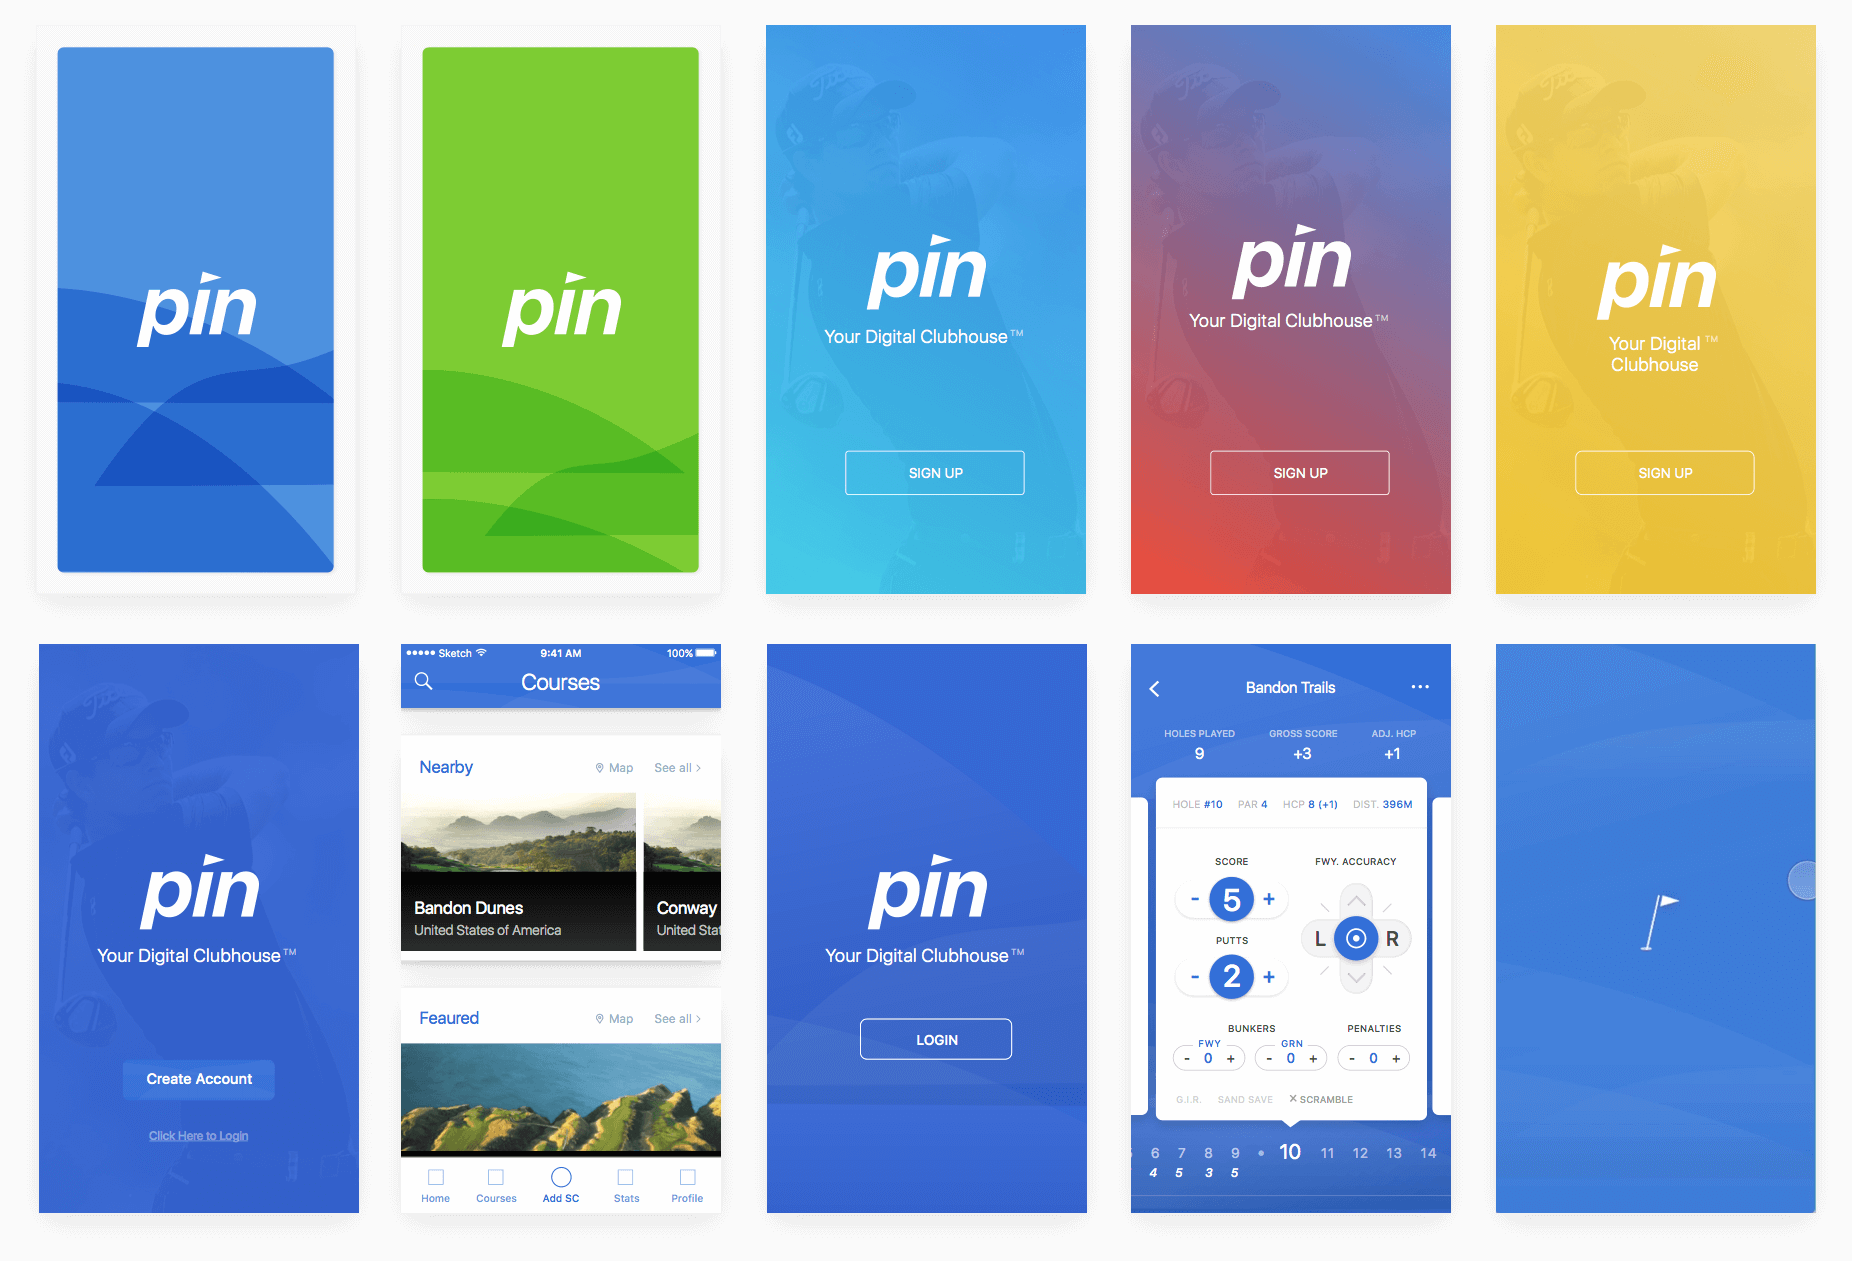 pin
pin
pin
Your Digital Clubhouse™
SIGN UP
pin
Your Digital Clubhouse™
SIGN UP
pin
Your Digital™
Clubhouse
SIGN UP
pin
Your Digital Clubhouse™
Create Account
Click Here to Login
Sketch 9:41 AM 100%
Courses
Nearby Map See all >
Bandon Dunes Conway
United States of America United Stat
Feaured Map See all >
Home Courses Add SC Stats Profile
pin
Your Digital Clubhouse™
LOGIN
Bandon Trails
HOLES PLAYED GROSS SCORE ADJ. HCP
9 +3 +1
HOLE #10 PAR 4 HCP 8 (+1) DIST. 396M
SCORE FWY. ACCURACY
- 5 +
L R
PUTTS
- 2 +
BUNKERS PENALTIES
FWY GRN
- 0 + - 0 + - 0 +
G.I.R. SAND SAVE × SCRAMBLE
6 7 8 9 • 10 11 12 13 14
4 5 3 5